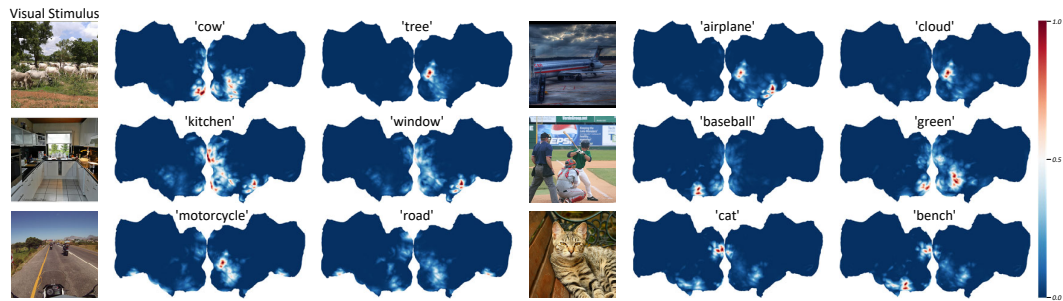 Visual Stimulus
'cow'
'tree'
'airplane'
'cloud'
1.0
'kitchen'
'window'
PEPSI
'baseball'
'green'
0.5
'motorcycle'
'road'
'cat'
'bench'
0.0